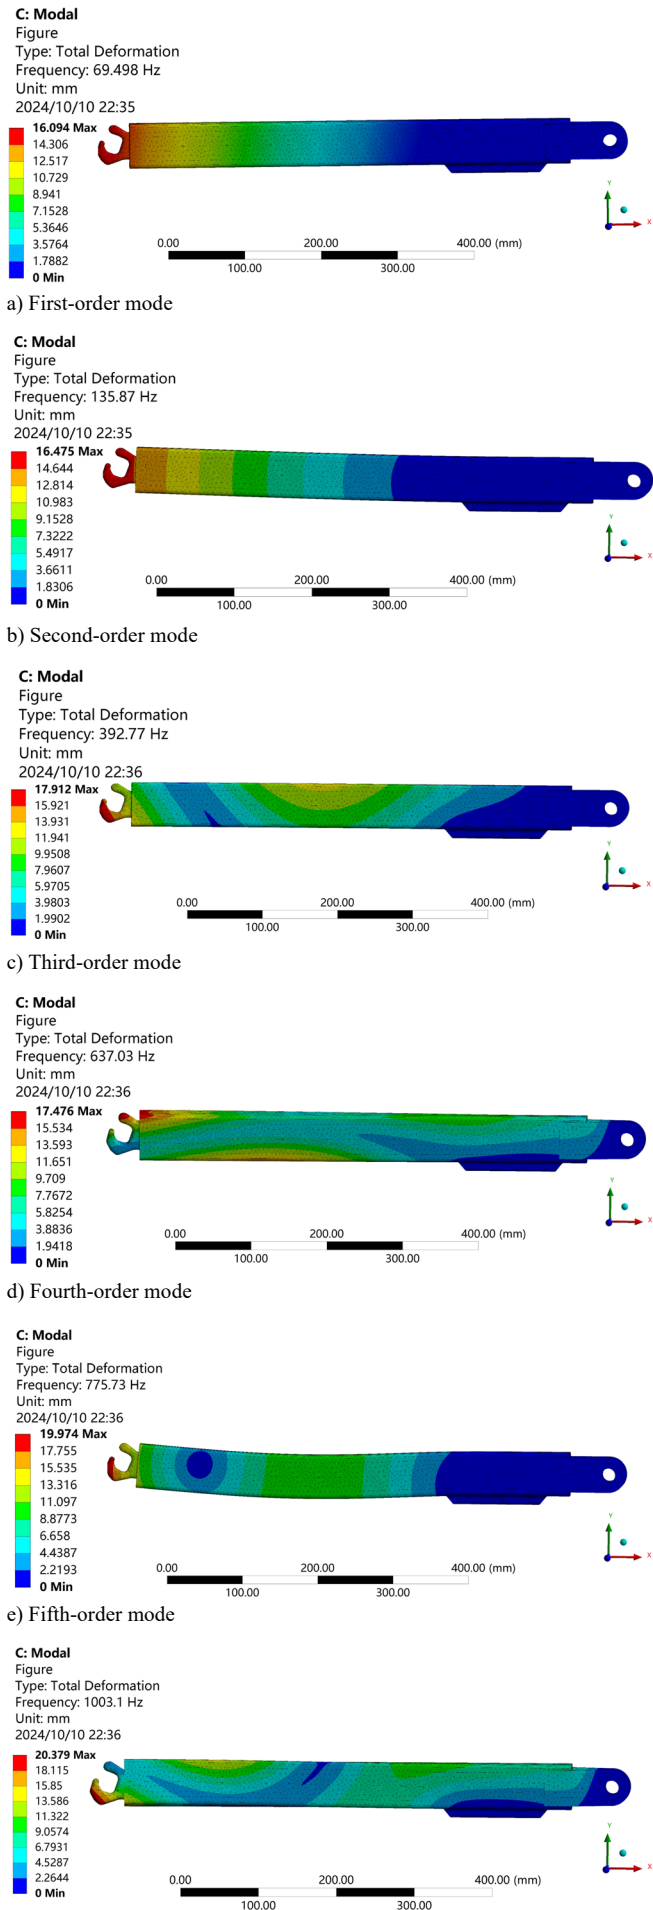 C: Modal
Figure
Type: Total Deformation
Frequency: 69.498 Hz
Unit: mm
2024/10/10 22:35
16.094 Max
14.306
12.517
10.729
8.941
7.1528
5.3646
3.5764
1.7882
0 Min
Y
X
0.00 200.00 400.00 (mm)
100.00 300.00
a) First-order mode
C: Modal
Figure
Type: Total Deformation
Frequency: 135.87 Hz
Unit: mm
2024/10/10 22:35
16.475 Max
14.644
12.814
10.983
9.1528
7.3222
5.4917
3.6611
1.8306
0 Min
Y
X
0.00 200.00 400.00 (mm)
100.00 300.00
b) Second-order mode
C: Modal
Figure
Type: Total Deformation
Frequency: 392.77 Hz
Unit: mm
2024/10/10 22:36
17.912 Max
15.921
13.931
11.941
9.9508
7.9607
5.9705
3.9803
1.9902
0 Min
Y
X
0.00 200.00 400.00 (mm)
100.00 300.00
c) Third-order mode
C: Modal
Figure
Type: Total Deformation
Frequency: 637.03 Hz
Unit: mm
2024/10/10 22:36
17.476 Max
15.534
13.593
11.651
9.709
7.7672
5.8254
3.8836
1.9418
0 Min
Y
X
0.00 200.00 400.00 (mm)
100.00 300.00
d) Fourth-order mode
C: Modal
Figure
Type: Total Deformation
Frequency: 775.73 Hz
Unit: mm
2024/10/10 22:36
19.974 Max
17.755
15.535
13.316
11.097
8.8773
6.658
4.4387
2.2193
0 Min
Y
X
0.00 200.00 400.00 (mm)
100.00 300.00
e) Fifth-order mode
C: Modal
Figure
Type: Total Deformation
Frequency: 1003.1 Hz
Unit: mm
2024/10/10 22:36
20.379 Max
18.115
15.85
13.586
11.322
9.0574
6.7931
4.5287
2.2644
0 Min
Y
X
0.00 200.00 400.00 (mm)
100.00 300.00